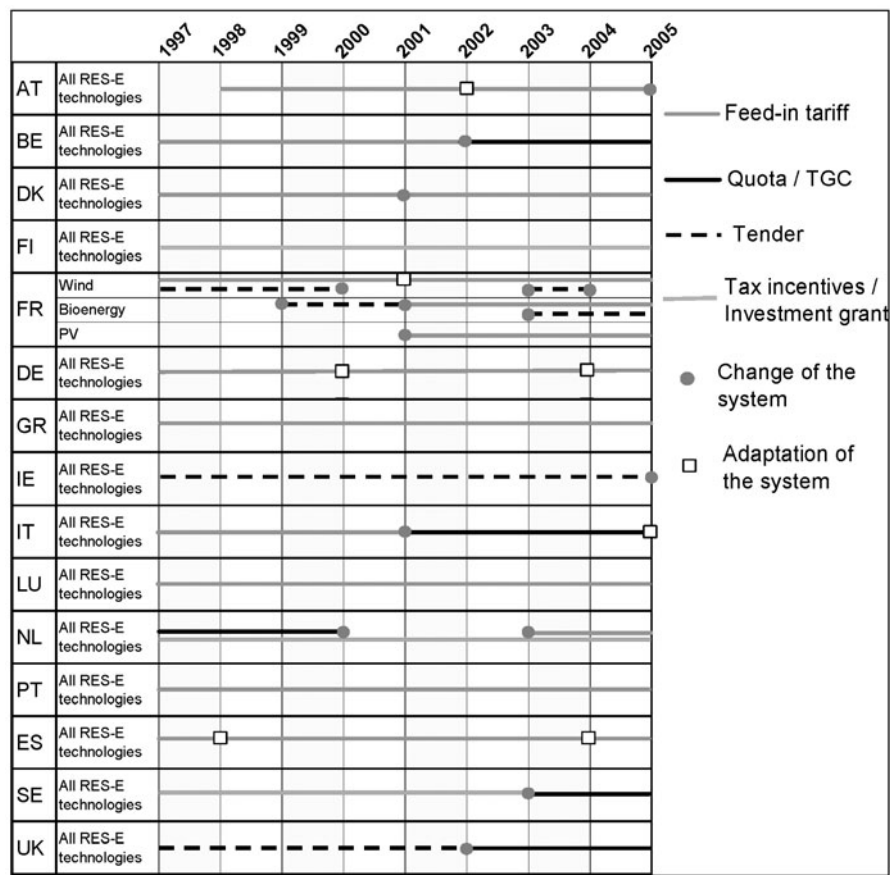 1997 1998 1999 2000 2001 2002 2003 2004 2005
AT All RES-E
technologies
BE All RES-E
technologies
DK All RES-E
technologies
FI All RES-E
technologies
FR Wind
Bioenergy
PV
DE All RES-E
technologies
GR All RES-E
technologies
IE All RES-E
technologies
IT All RES-E
technologies
LU All RES-E
technologies
NL All RES-E
technologies
PT All RES-E
technologies
ES All RES-E
technologies
SE All RES-E
technologies
UK All RES-E
technologies
Feed-in tariff
Quota / TGC
Tender
Tax incentives /
Investment grant
Change of the
system
Adaptation of
the system